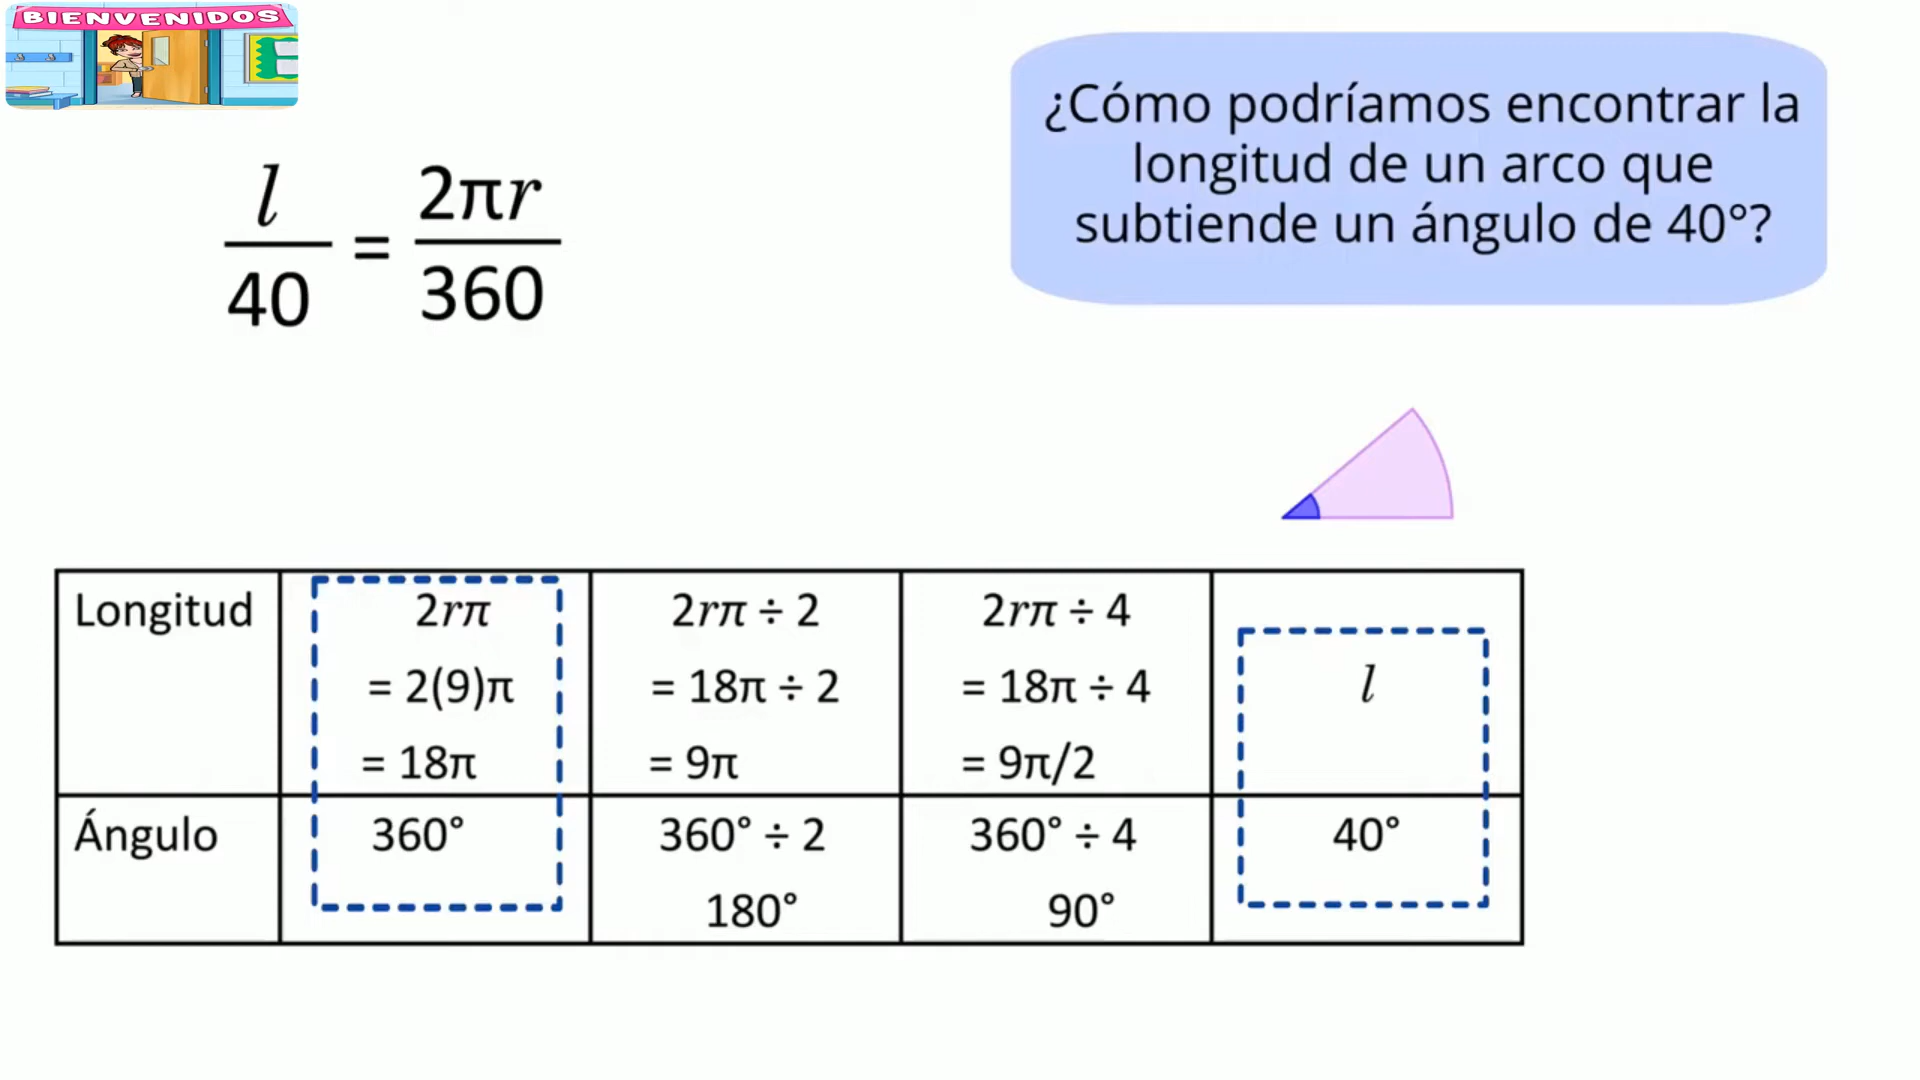 BIENVENIDOS
¿Cómo podríamos encontrar la
longitud de un arco que
subtiende un ángulo de 40°?
l/40 = 2πr/360
Longitud
2rπ
= 2(9)π
= 18π
2rπ ÷ 2
= 18π ÷ 2
= 9π
2rπ ÷ 4
= 18π ÷ 4
= 9π/2
l
Ángulo
360°
360° ÷ 2
180°
360° ÷ 4
90°
40°